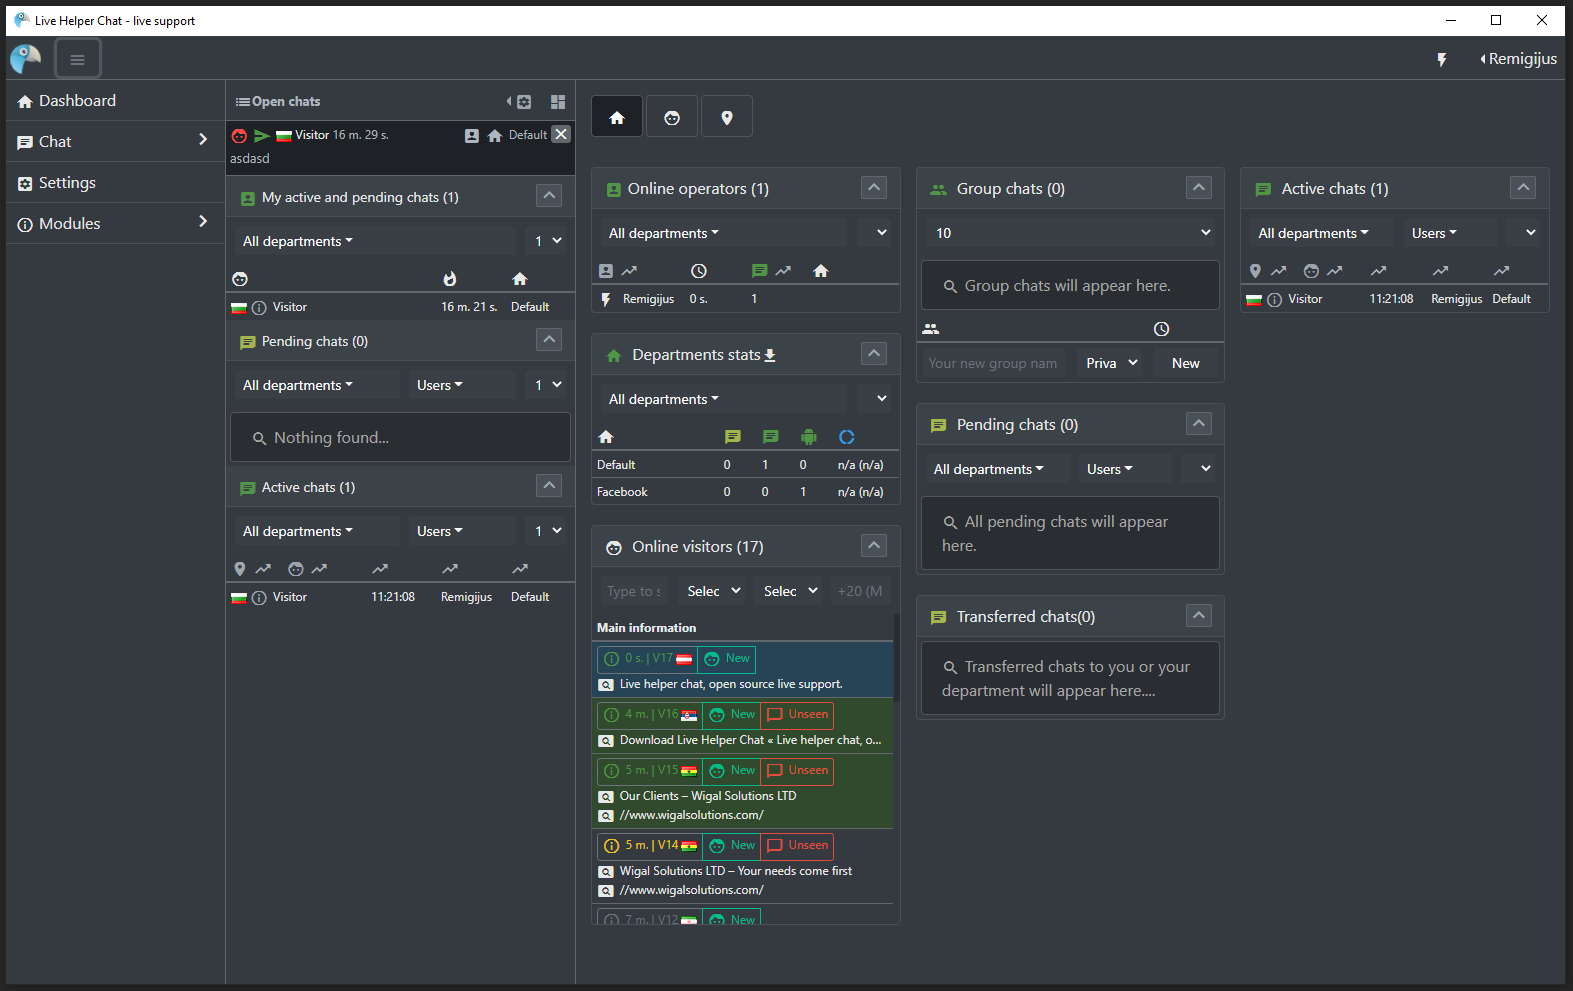 Live Helper Chat - live support
Remigijus
Dashboard
Chat
Settings
Modules
Open chats
Visitor 16 m. 29 s. Default
asdasd
My active and pending chats (1)
All departments 1
Visitor 16 m. 21 s. Default
Pending chats (0)
All departments Users 1
Nothing found...
Active chats (1)
All departments Users 1
Visitor 11:21:08 Remigijus Default
Online operators (1)
All departments
Remigijus 0 s. 1
Departments stats
All departments
Default 0 1 0 n/a (n/a)
Facebook 0 0 1 n/a (n/a)
Online visitors (17)
Type to s Selec Selec +20 (M
Main information
0 s. | V17 New
Live helper chat, open source live support.
4 m. | V16 New Unseen
Download Live Helper Chat « Live helper chat, o...
5 m. | V15 New Unseen
Our Clients – Wigal Solutions LTD
//www.wigalsolutions.com/
5 m. | V14 New Unseen
Wigal Solutions LTD – Your needs come first
//www.wigalsolutions.com/
7 m. | V12 New
Group chats (0)
10
Group chats will appear here.
Your new group nam Priva New
Pending chats (0)
All departments Users
All pending chats will appear
here.
Transferred chats(0)
Transferred chats to you or your
department will appear here....
Active chats (1)
All departments Users
Visitor 11:21:08 Remigijus Default